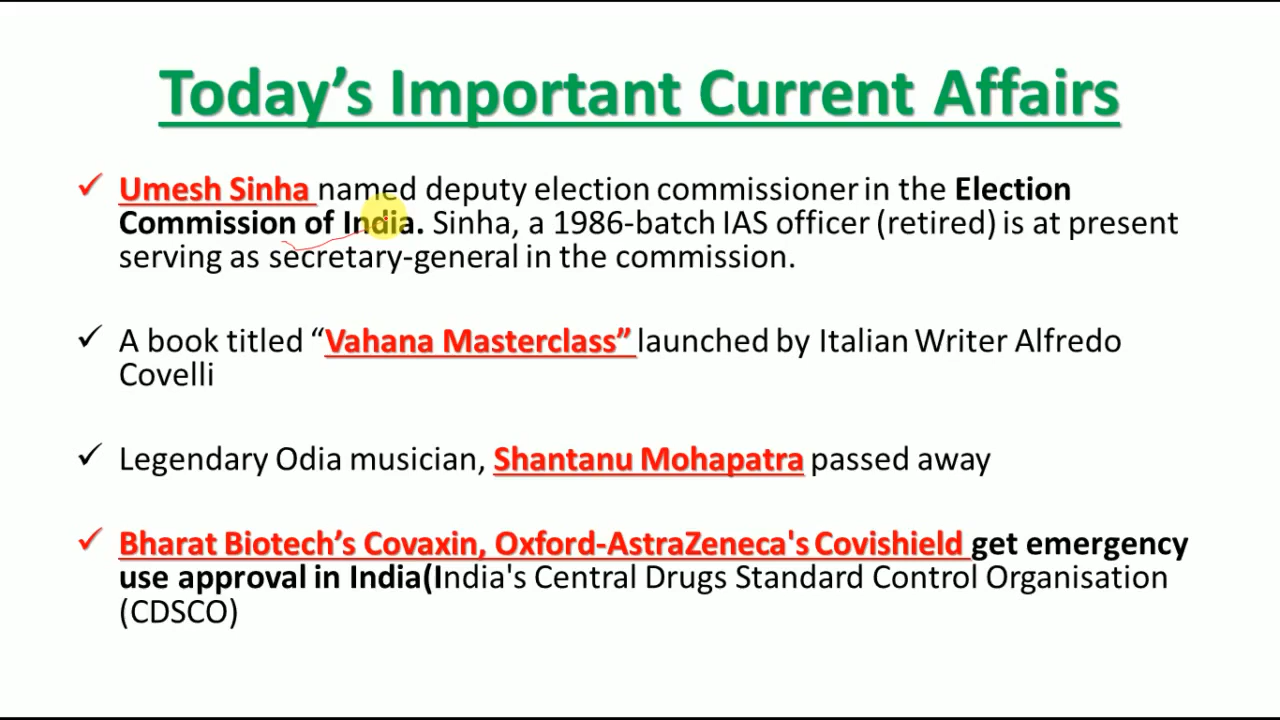 Today’s Important Current Affairs
Umesh Sinha named deputy election commissioner in the Election
Commission of India. Sinha, a 1986-batch IAS officer (retired) is at present
serving as secretary-general in the commission.
A book titled “Vahana Masterclass” launched by Italian Writer Alfredo
Covelli
Legendary Odia musician, Shantanu Mohapatra passed away
Bharat Biotech’s Covaxin, Oxford-AstraZeneca's Covishield get emergency
use approval in India(India's Central Drugs Standard Control Organisation
(CDSCO)